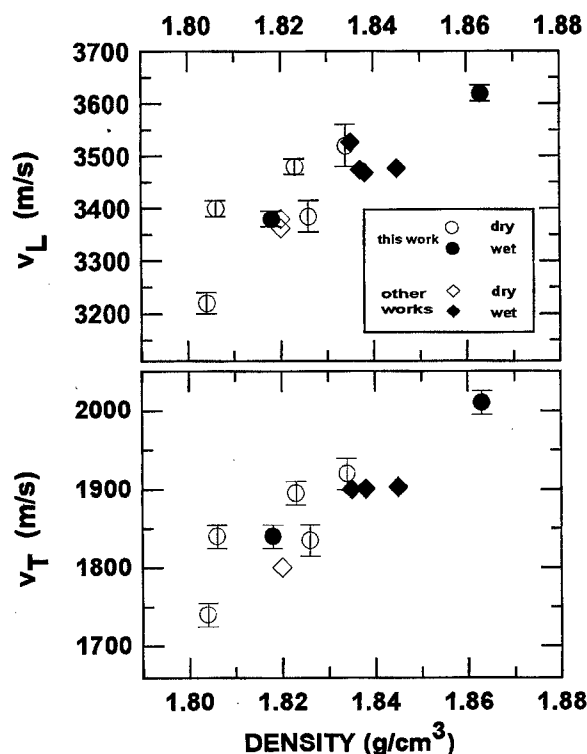 1.80 1.82 1.84 1.86 1.88
3700
3600
3500
3400
3300
3200
v_L (m/s)
this work dry
wet
other works dry
wet
2000
1900
1800
1700
v_T (m/s)
1.80 1.82 1.84 1.86 1.88
DENSITY (g/cm³)